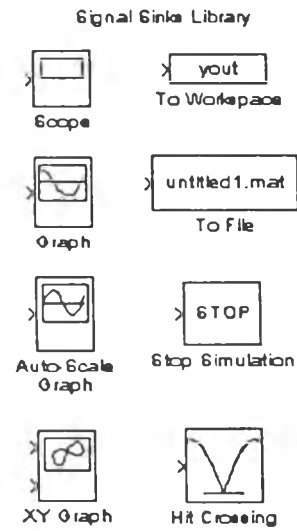 Signal Sinks Library
yout
Scope
To Workspace
untitled1.mat
Graph
To File
STOP
Auto-Scale
Graph
Stop Simulation
XY Graph
Hit Crossing